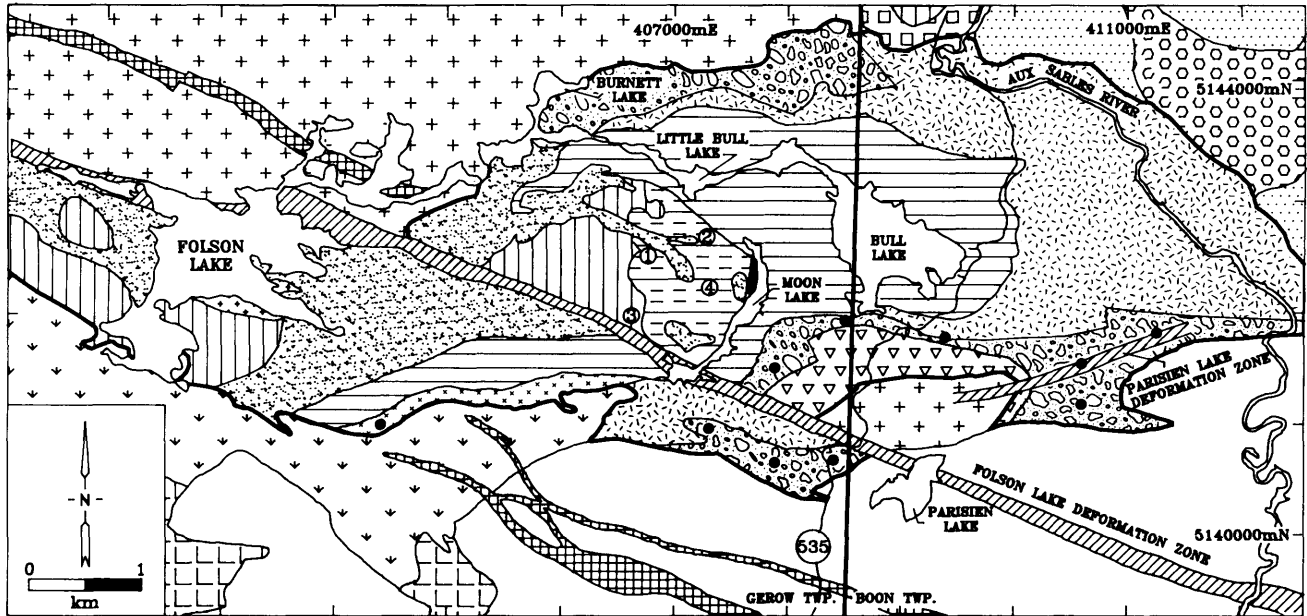 407000mE
411000mE
BURNETT
LAKE
AUX SABLES RIVER
5144000mN
LITTLE BULL
LAKE
FOLSON
LAKE
2
1
BULL
LAKE
4
MOON
LAKE
3
PARISIEN LAKE
DEFORMATION ZONE
-N-
FOLSON LAKE DEFORMATION ZONE
PARISIEN
LAKE
535
5140000mN
0 1
km
GEROW TWP. BOON TWP.